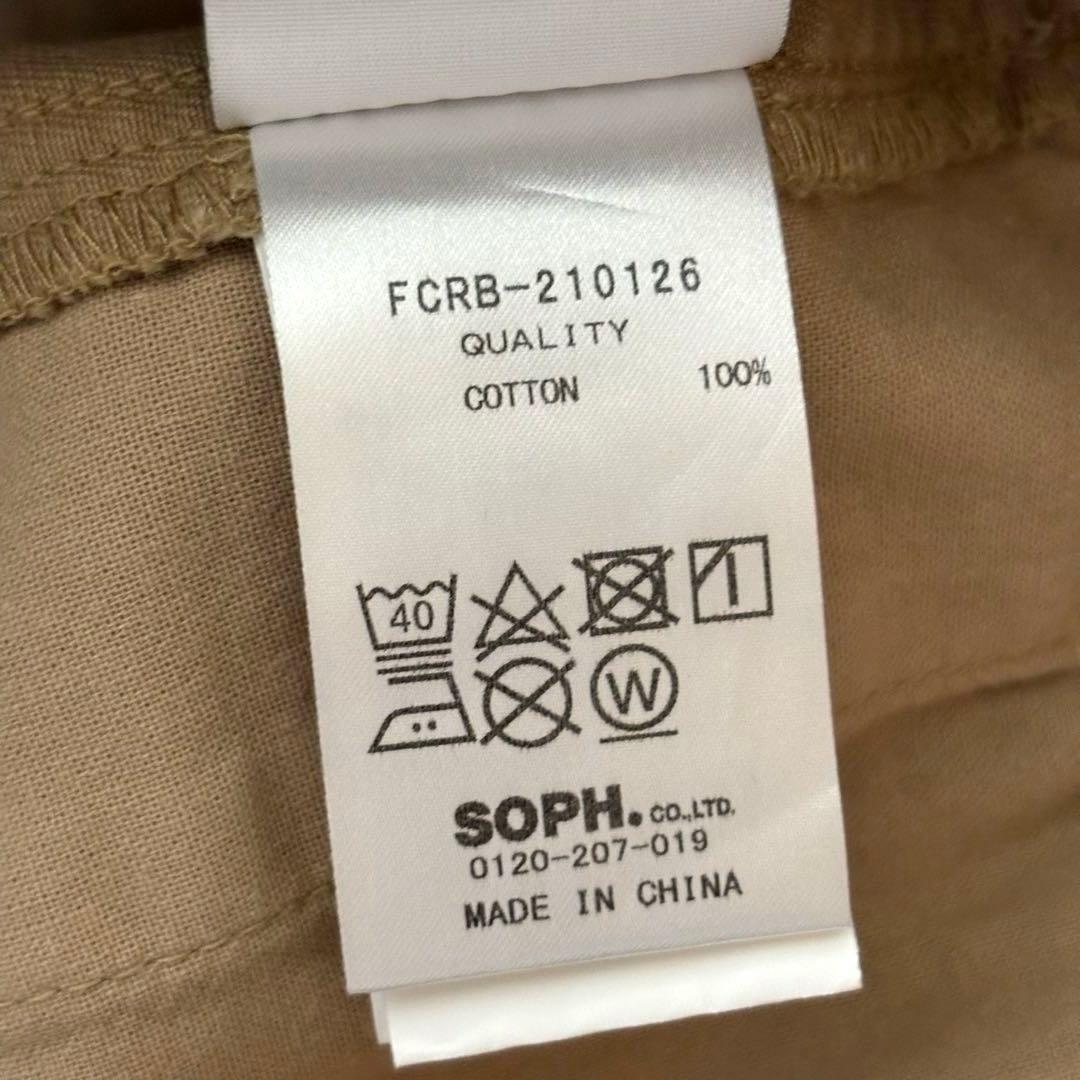 FCRB-210126
QUALITY
COTTON 100%
40
W
SOPH. CO.,LTD.
0120-207-019
MADE IN CHINA